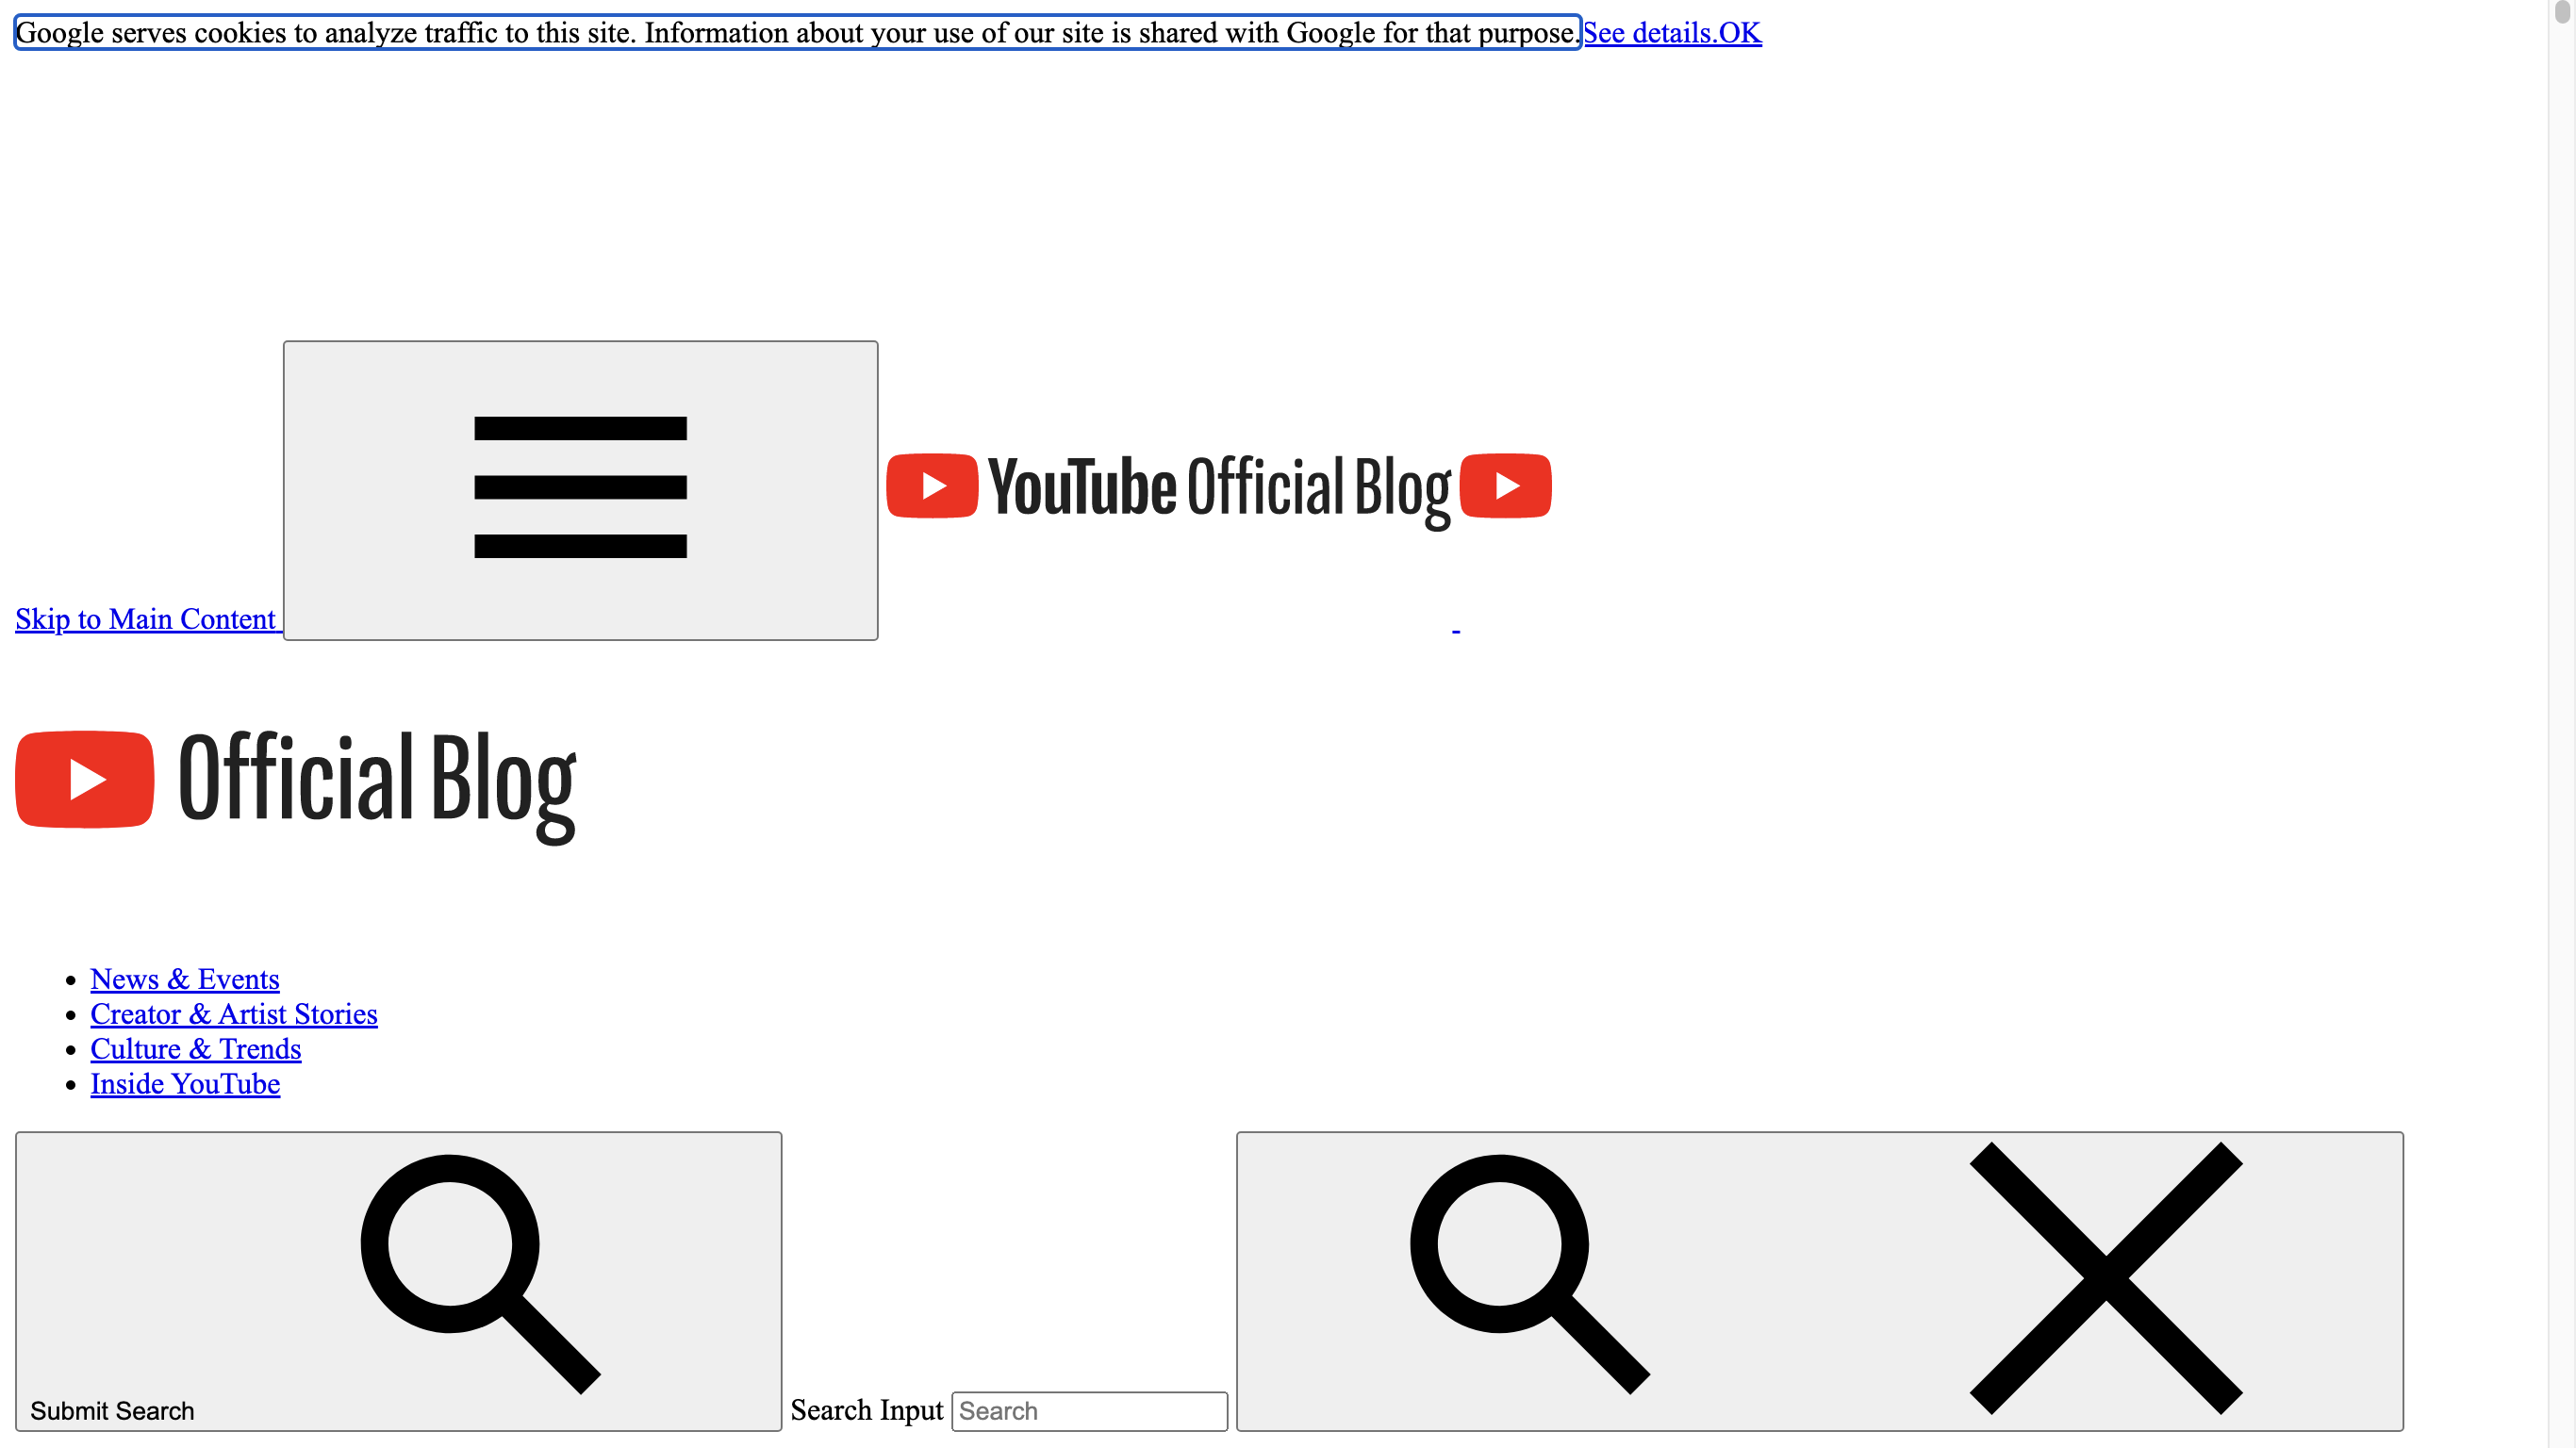 Google serves cookies to analyze traffic to this site. Information about your use of our site is shared with Google for that purpose.See details.OK
YouTube Official Blog
Skip to Main Content
Official Blog
News & Events
Creator & Artist Stories
Culture & Trends
Inside YouTube
Submit Search Search Input Search